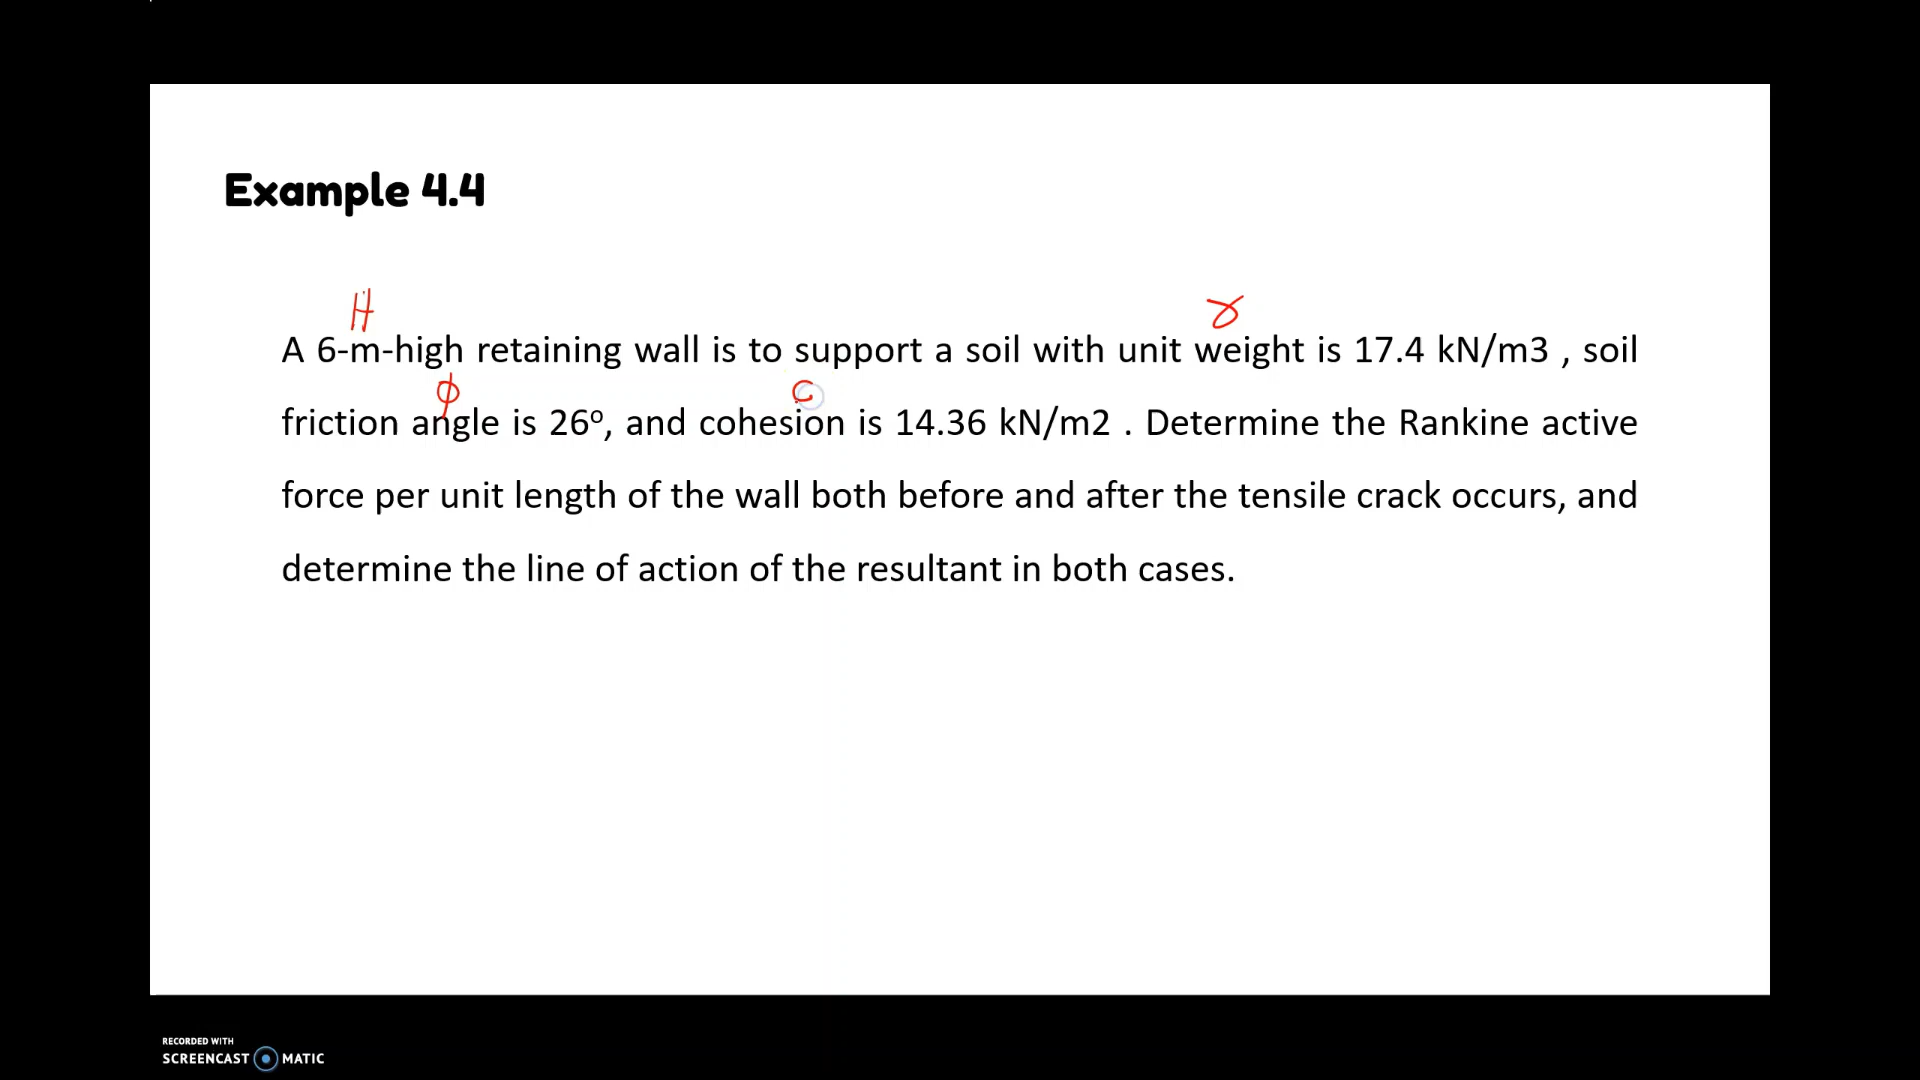 Example 4.4
H γ
A 6-m-high retaining wall is to support a soil with unit weight is 17.4 kN/m3 , soil
ϕ c
friction angle is 26º, and cohesion is 14.36 kN/m2 . Determine the Rankine active
force per unit length of the wall both before and after the tensile crack occurs, and
determine the line of action of the resultant in both cases.
RECORDED WITH
SCREENCAST MATIC